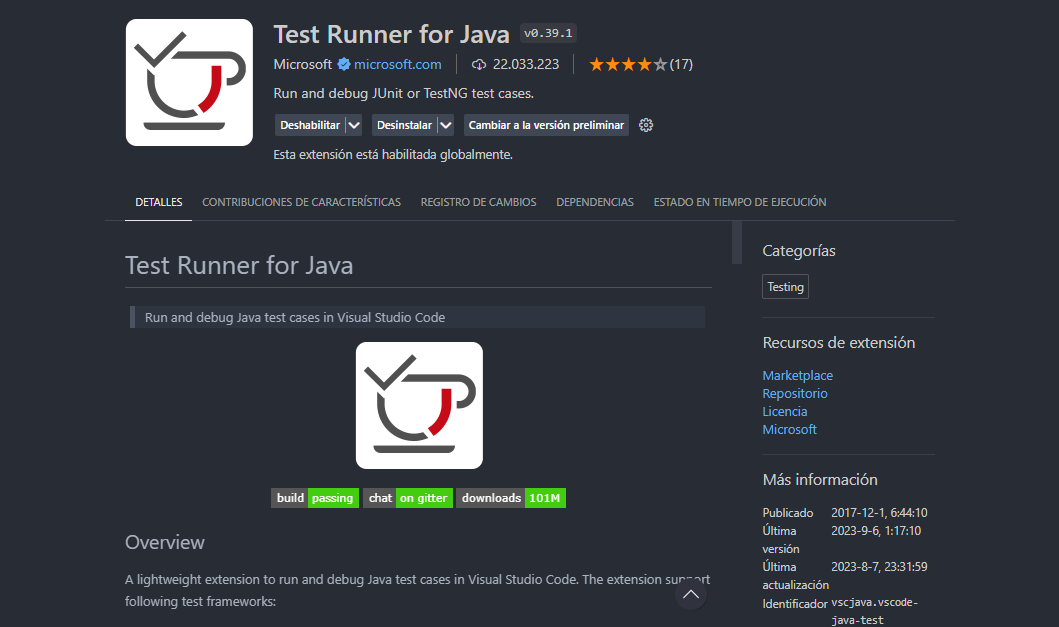 Test Runner for Java v0.39.1
Microsoft microsoft.com 22.033.223 (17)
Run and debug JUnit or TestNG test cases.
Deshabilitar Desinstalar Cambiar a la versión preliminar
Esta extensión está habilitada globalmente.
DETALLES CONTRIBUCIONES DE CARACTERÍSTICAS REGISTRO DE CAMBIOS DEPENDENCIAS ESTADO EN TIEMPO DE EJECUCIÓN
Test Runner for Java
Run and debug Java test cases in Visual Studio Code
build passing chat on gitter downloads 101M
Overview
A lightweight extension to run and debug Java test cases in Visual Studio Code. The extension support
following test frameworks:
Categorías
Testing
Recursos de extensión
Marketplace
Repositorio
Licencia
Microsoft
Más información
Publicado 2017-12-1, 6:44:10
Última 2023-9-6, 1:17:10
versión
Última 2023-8-7, 23:31:59
actualización
Identificador vscjava.vscode-
java-test